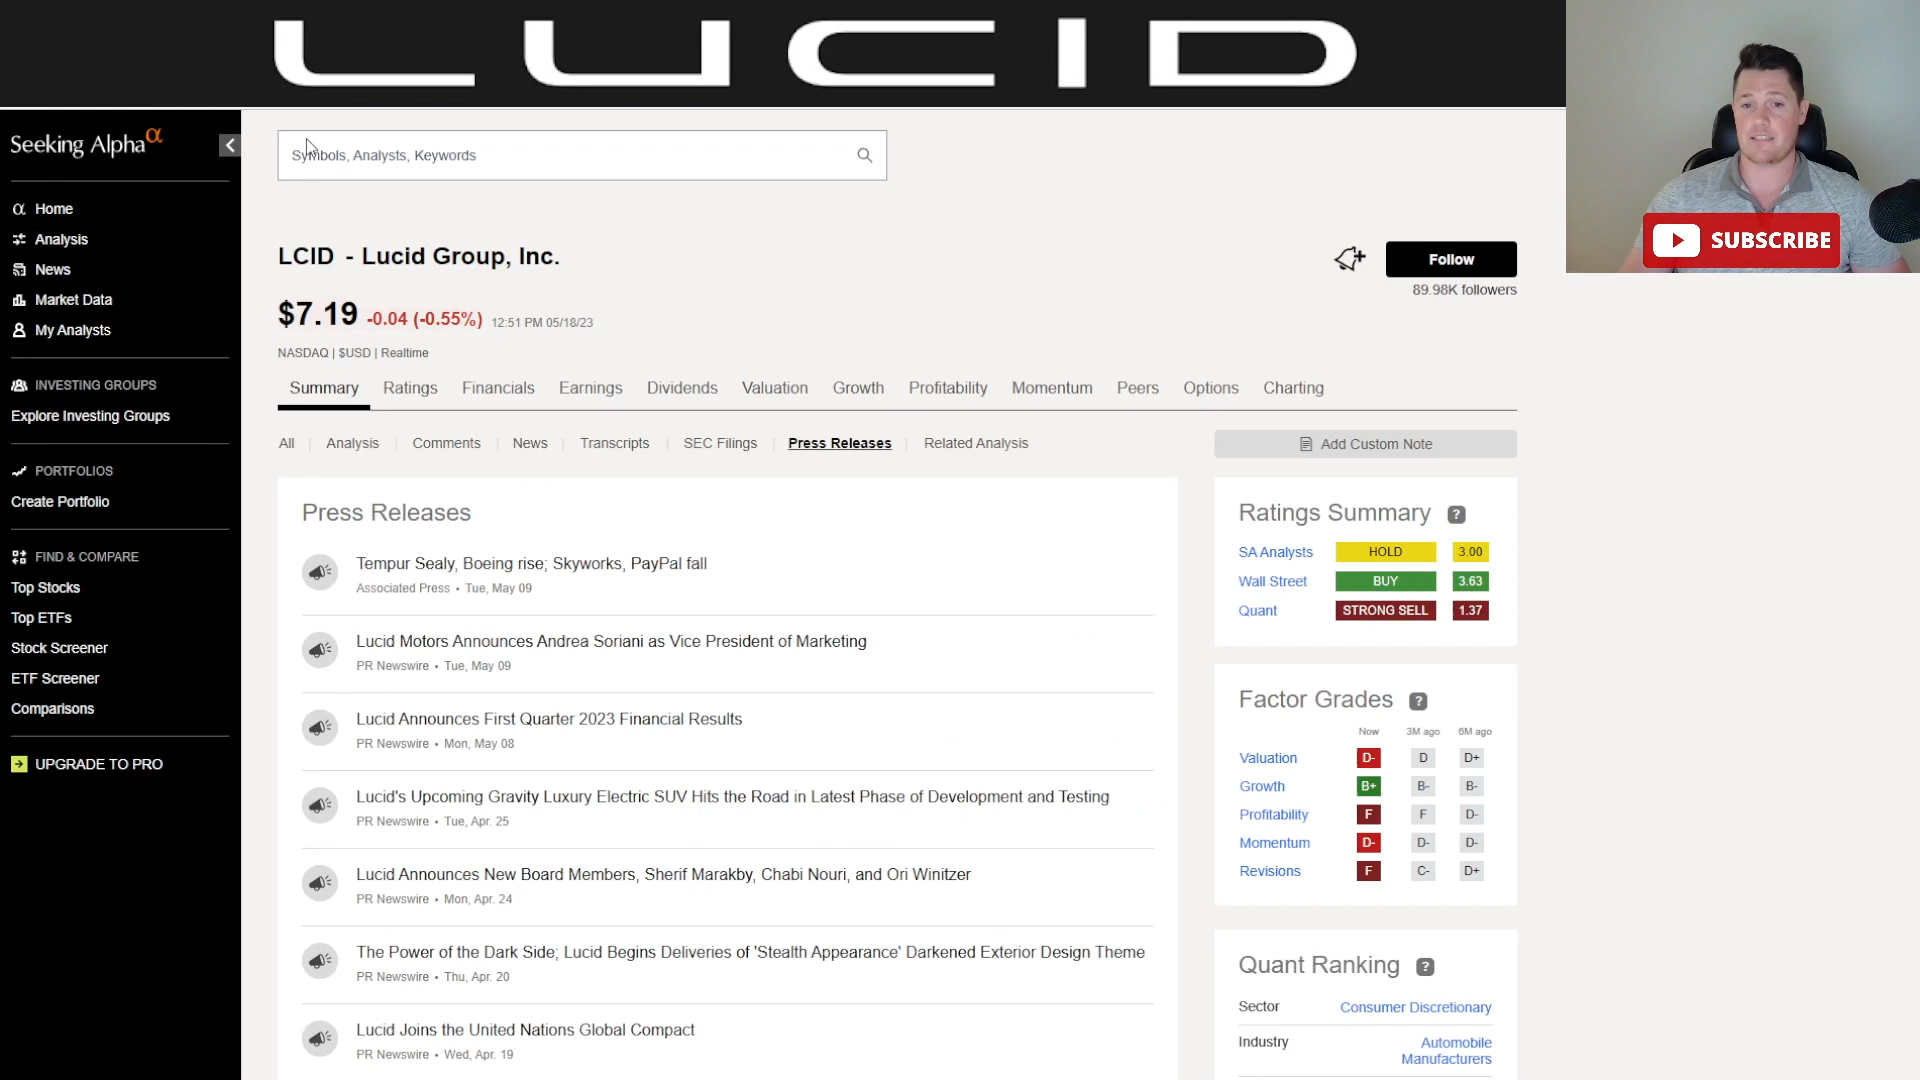 LUCID
Seeking Alpha α
Symbols, Analysts, Keywords
SUBSCRIBE
Home
Analysis
News
Market Data
My Analysts
INVESTING GROUPS
Explore Investing Groups
PORTFOLIOS
Create Portfolio
FIND & COMPARE
Top Stocks
Top ETFs
Stock Screener
ETF Screener
Comparisons
UPGRADE TO PRO
LCID - Lucid Group, Inc.
Follow
89.98K followers
$7.19 -0.04 (-0.55%) 12:51 PM 05/18/23
NASDAQ | $USD | Realtime
Summary Ratings Financials Earnings Dividends Valuation Growth Profitability Momentum Peers Options Charting
All | Analysis | Comments | News | Transcripts | SEC Filings | Press Releases | Related Analysis
Add Custom Note
Press Releases
Tempur Sealy, Boeing rise; Skyworks, PayPal fall
Associated Press • Tue, May 09
Lucid Motors Announces Andrea Soriani as Vice President of Marketing
PR Newswire • Tue, May 09
Lucid Announces First Quarter 2023 Financial Results
PR Newswire • Mon, May 08
Lucid's Upcoming Gravity Luxury Electric SUV Hits the Road in Latest Phase of Development and Testing
PR Newswire • Tue, Apr. 25
Lucid Announces New Board Members, Sherif Marakby, Chabi Nouri, and Ori Winitzer
PR Newswire • Mon, Apr. 24
The Power of the Dark Side; Lucid Begins Deliveries of 'Stealth Appearance' Darkened Exterior Design Theme
PR Newswire • Thu, Apr. 20
Lucid Joins the United Nations Global Compact
PR Newswire • Wed, Apr. 19
Ratings Summary ?
SA Analysts HOLD 3.00
Wall Street BUY 3.63
Quant STRONG SELL 1.37
Factor Grades ?
Now 3M ago 6M ago
Valuation D- D D+
Growth B+ B- B-
Profitability F F D-
Momentum D- D- D-
Revisions F C- D+
Quant Ranking ?
Sector Consumer Discretionary
Industry Automobile
Manufacturers